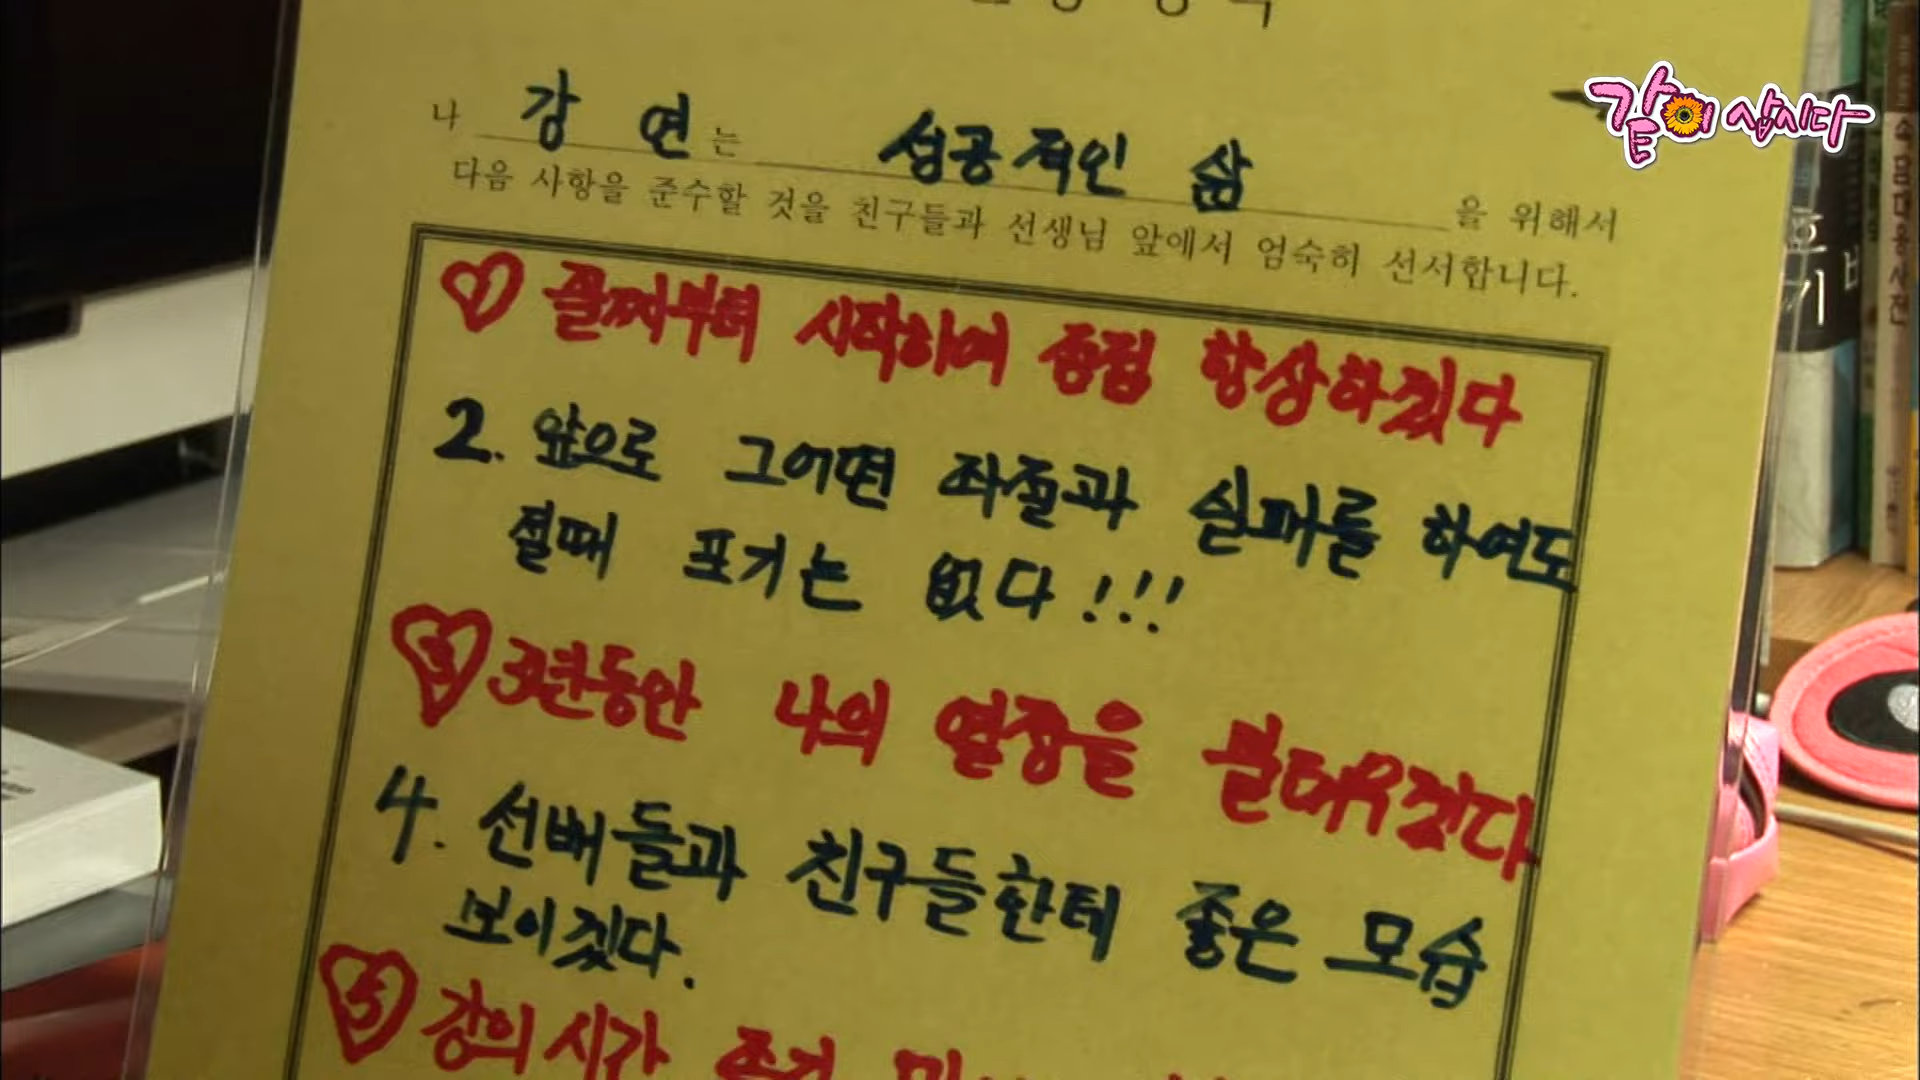 같이 삽시다
나 강 연 는 성공적인 삶 을 위해서
다음 사항을 준수할 것을 친구들과 선생님 앞에서 엄숙히 선서합니다.
1 꼴찌부터 시작하여 종점 향상하겠다
2. 앞으로 그어떤 좌절과 실패를 하여도
절때 포기는 없다!!!
3 3년동안 나의 열정을 불태우겠다
4. 선배들과 친구들한테 좋은 모습
보이겠다.
5 강의시간